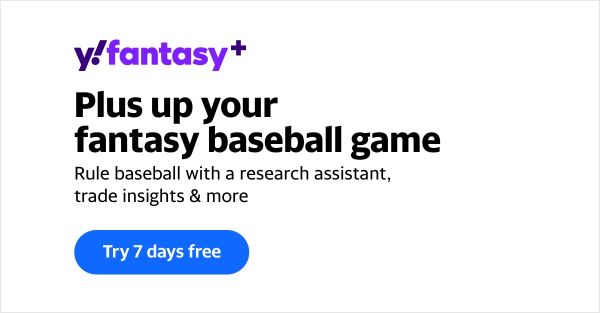 y!fantasy+
Plus up your
fantasy baseball game
Rule baseball with a research assistant,
trade insights & more
Try 7 days free